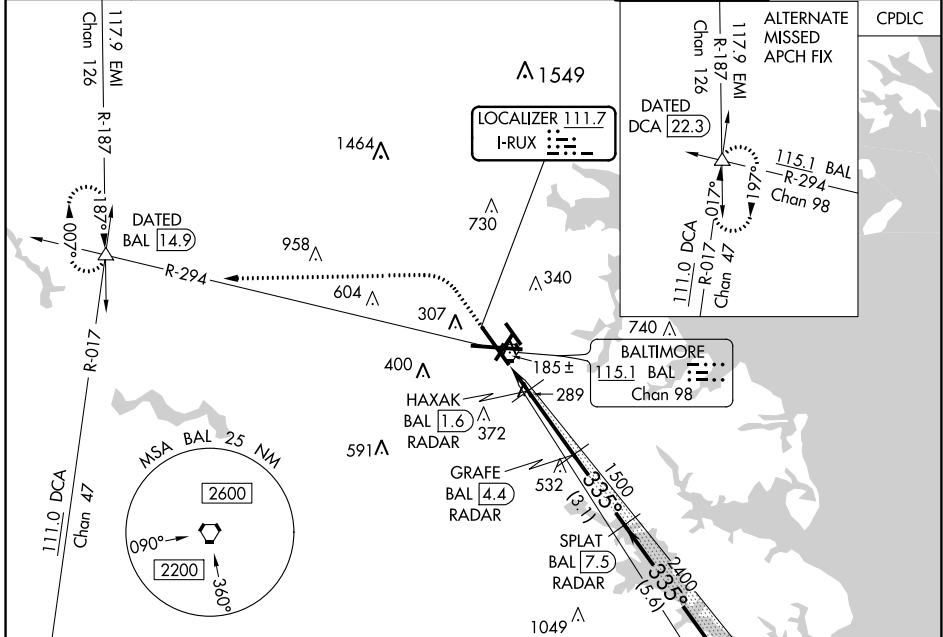 117.9 EMI
Chan 126
R-187
1549
LOCALIZER 111.7
I-RUX
1464
187°
007°
DATED
BAL 14.9
R-294
958
730
604
340
307
740
BALTIMORE
115.1 BAL
Chan 98
185±
400
289
HAXAK
BAL 1.6
RADAR
372
591
R-017
111.0 DCA
Chan 47
MSA BAL 25 NM
2600
090°
2200
360°
GRAFE
BAL 4.4
RADAR
532
(3.1)
335°
1500
SPLAT
BAL 7.5
RADAR
2400
335°
(5.6)
1049
ALTERNATE
MISSED
APCH FIX
117.9 EMI
Chan 126
R-187
DATED
DCA 22.3
115.1 BAL
R-294
Chan 98
017°
197°
111.0 DCA
R-017
Chan 47
CPDLC